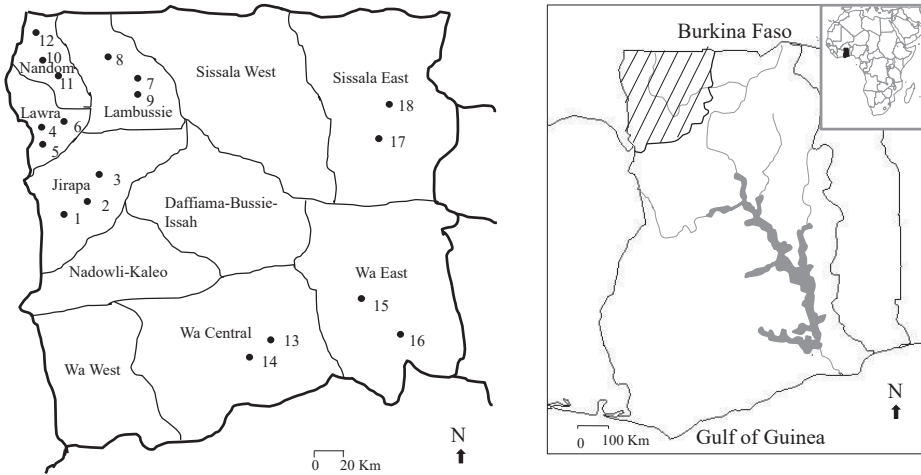 12
10
Nandom
11
8
7
9
Lambussie
Sissala West
Sissala East
18
17
Lawra
4
6
5
Jirapa
3
2
1
Daffiama-Bussie-
Issah
Nadowli-Kaleo
Wa East
15
16
Wa Central
13
14
Wa West
0 20 Km
N
Burkina Faso
N
0 100 Km
Gulf of Guinea